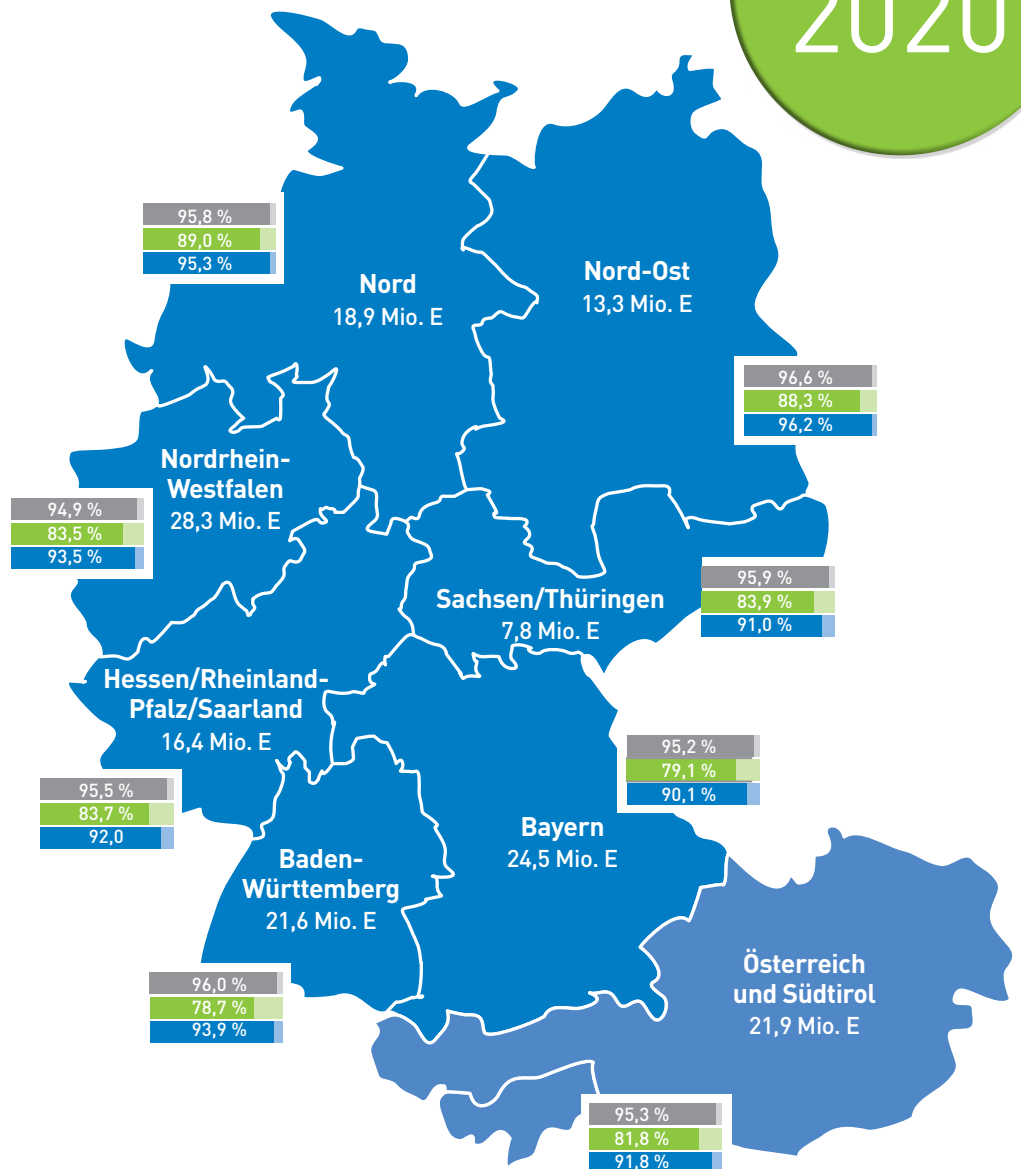 2020
95,8 %
89,0 %
95,3 %
Nord
18,9 Mio. E
Nord-Ost
13,3 Mio. E
96,6 %
88,3 %
96,2 %
Nordrhein-
Westfalen
28,3 Mio. E
94,9 %
83,5 %
93,5 %
Sachsen/Thüringen
7,8 Mio. E
95,9 %
83,9 %
91,0 %
Hessen/Rheinland-
Pfalz/Saarland
16,4 Mio. E
95,5 %
83,7 %
92,0
95,2 %
79,1 %
90,1 %
Bayern
24,5 Mio. E
Baden-
Württemberg
21,6 Mio. E
96,0 %
78,7 %
93,9 %
Österreich
und Südtirol
21,9 Mio. E
95,3 %
81,8 %
91,8 %